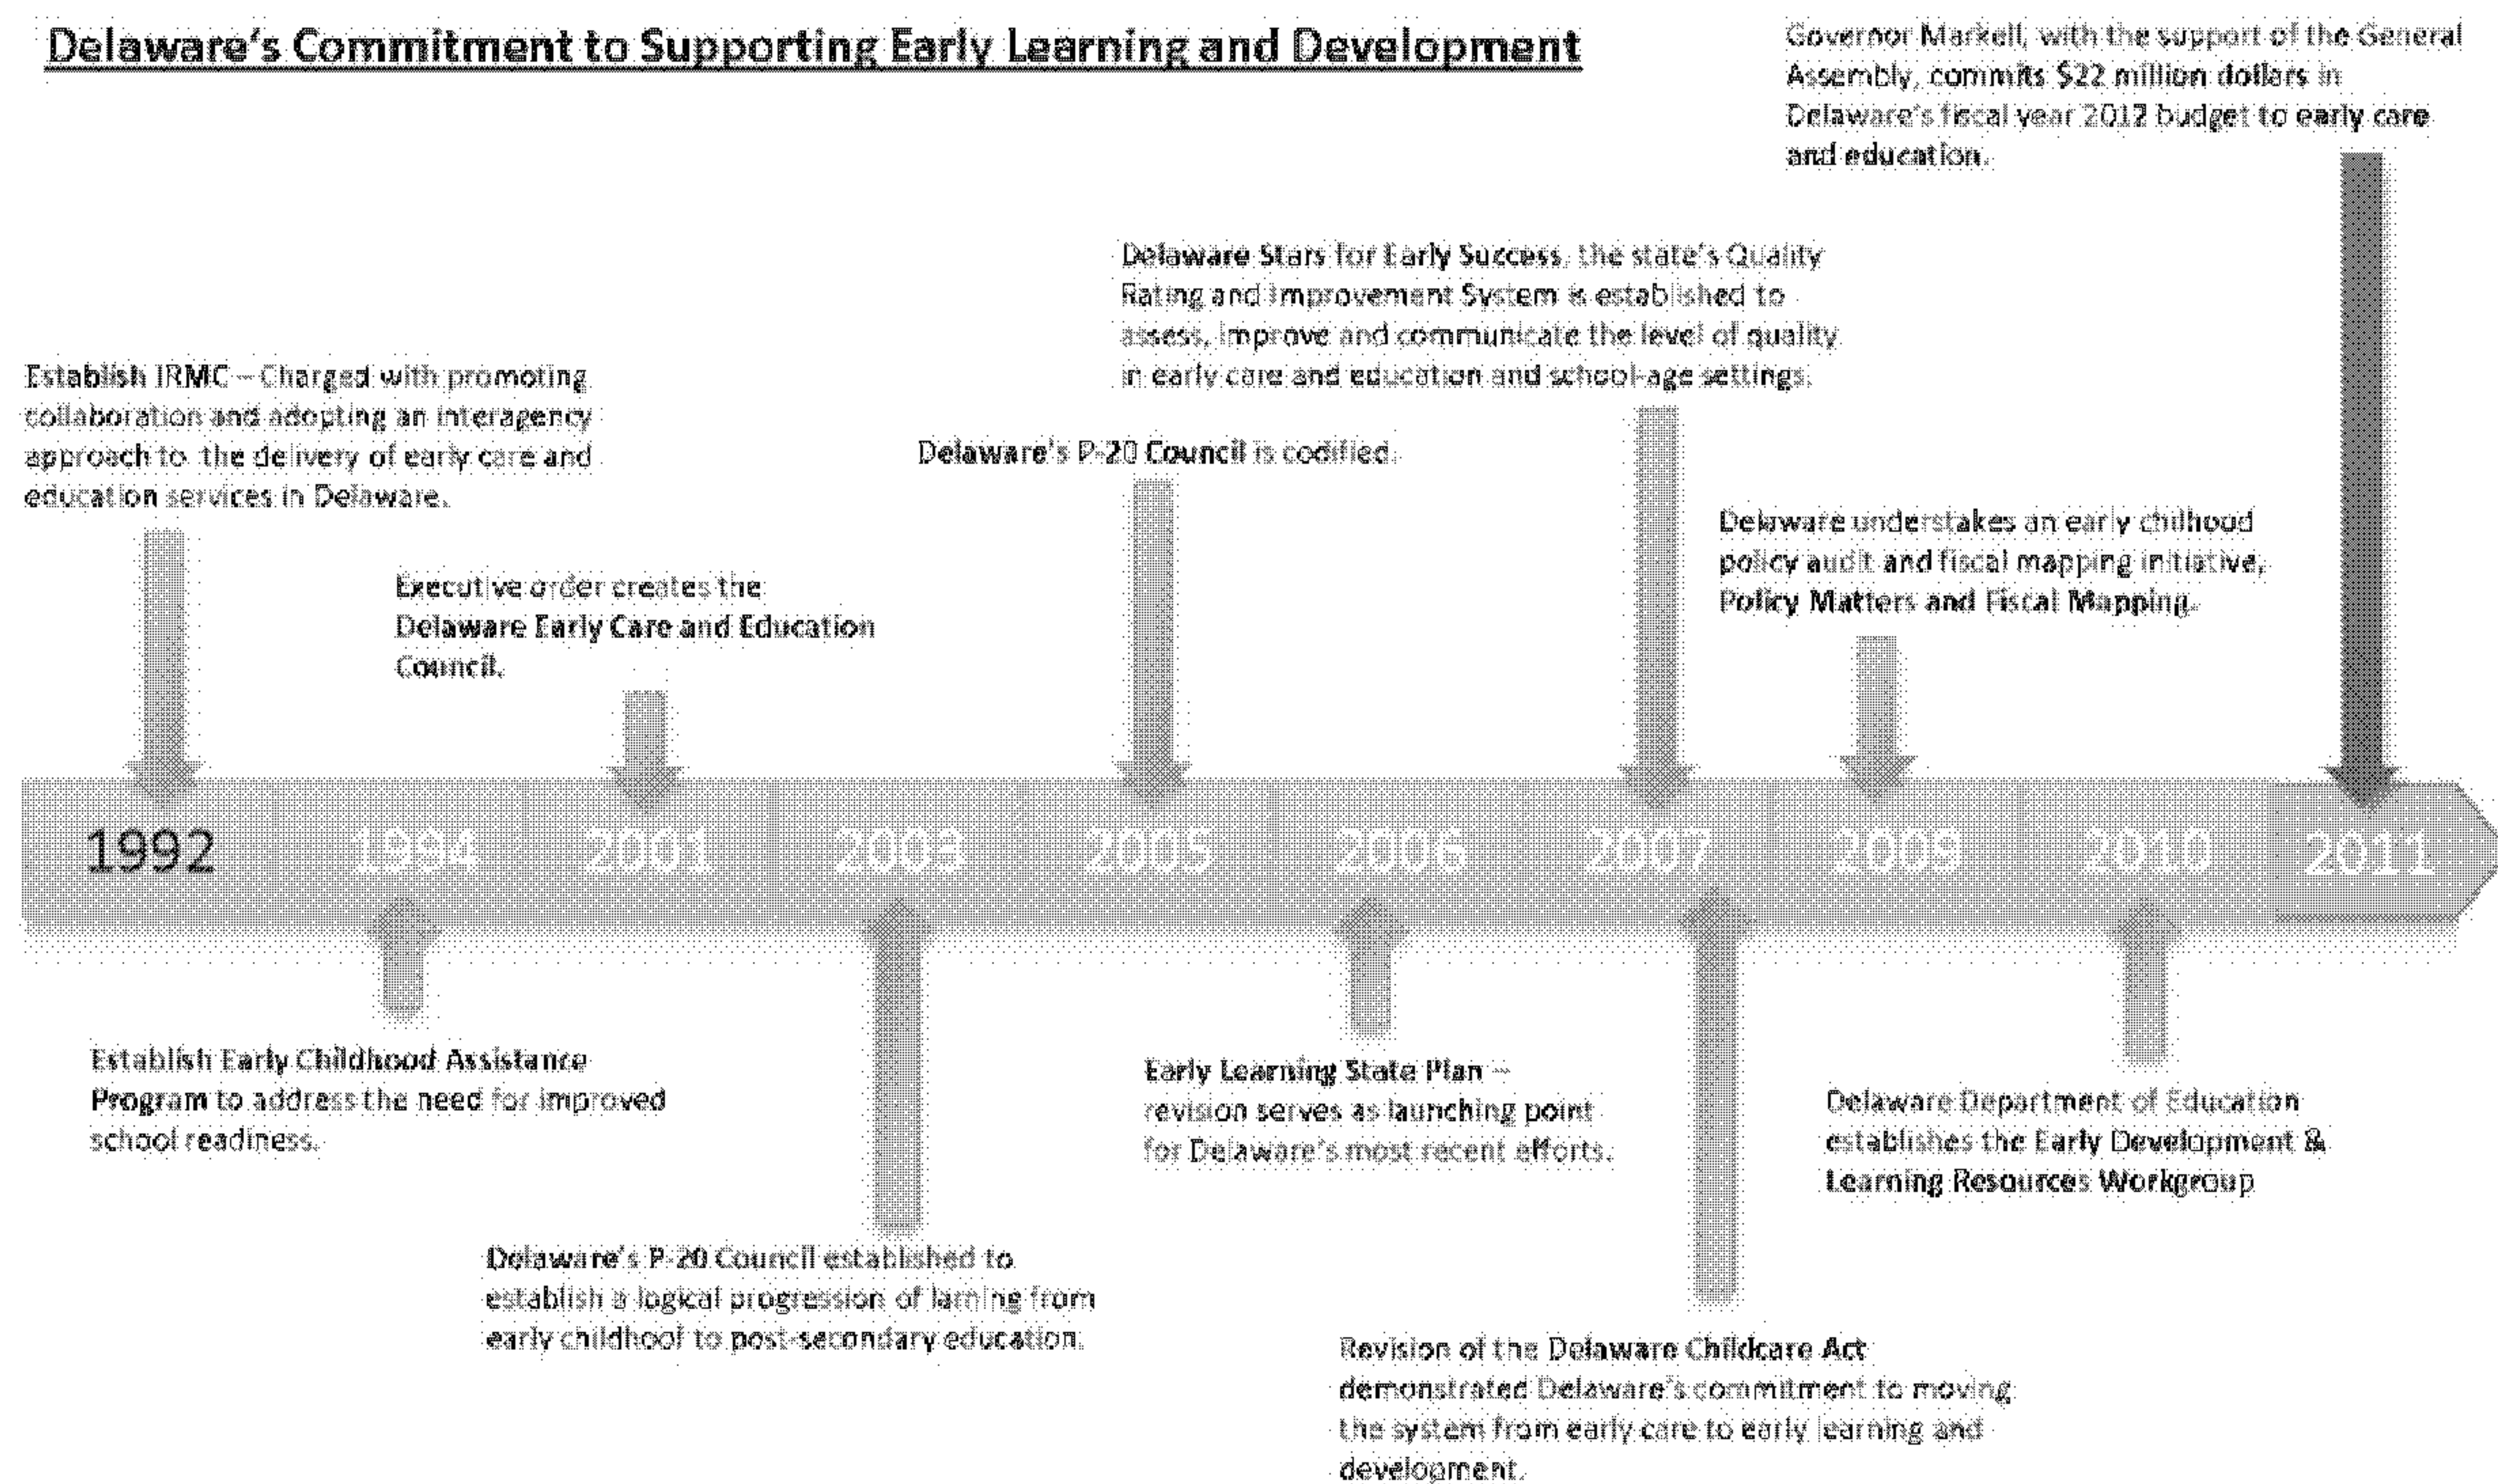 Delaware's Commitment to Supporting Early Learning and Development
Governor Markell, with the support of the General
Assembly, commits $22 million dollars in
Delaware's fiscal year 2012 budget to early care
and education.
Delaware Stars for Early Success, the state's Quality
Rating and Improvement System is established to
assess, improve and communicate the level of quality
in early care and education and school-age settings.
Establish IRMC – Charged with promoting
collaboration and adopting an interagency
approach to the delivery of early care and
education services in Delaware.
Delaware's P-20 Council is codified.
Delaware understakes an early chilhood
policy audit and fiscal mapping initiative,
Policy Matters and Fiscal Mapping.
Executive order creates the
Delaware Early Care and Education
Council.
1992 1994 2001 2003 2005 2006 2007 2009 2010 2011
Establish Early Childhood Assistance
Program to address the need for improved
school readiness.
Early Learning State Plan –
revision serves as launching point
for Delaware's most recent efforts.
Delaware Department of Education
establishes the Early Development &
Learning Resources Workgroup
Delaware's P-20 Council established to
establish a logical progression of larning from
early childhoof to post-secondary education.
Revision of the Delaware Childcare Act
demonstrated Delaware's commitment to moving
the system from early care to early learning and
development.